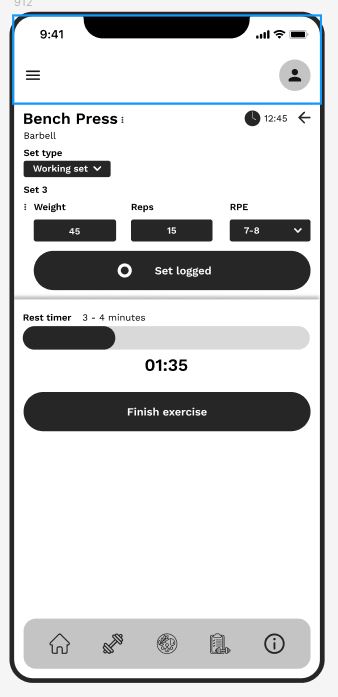 912
9:41
Bench Press
12:45
Barbell
Set type
Working set
Set 3
Weight Reps RPE
45 15 7-8
Set logged
Rest timer 3 - 4 minutes
01:35
Finish exercise